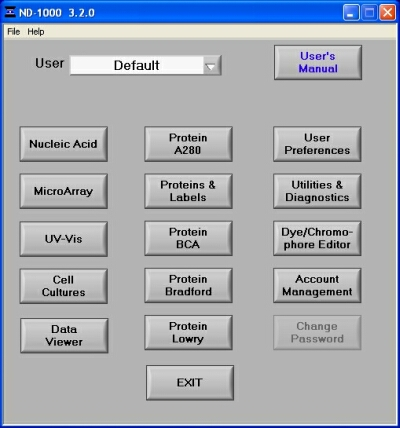 ND-1000 3.2.0
File Help
User Default
User's
Manual
Nucleic Acid
Protein
A280
User
Preferences
MicroArray
Proteins &
Labels
Utilities &
Diagnostics
UV-Vis
Protein
BCA
Dye/Chromo-
phore Editor
Cell
Cultures
Protein
Bradford
Account
Management
Data
Viewer
Protein
Lowry
Change
Password
EXIT